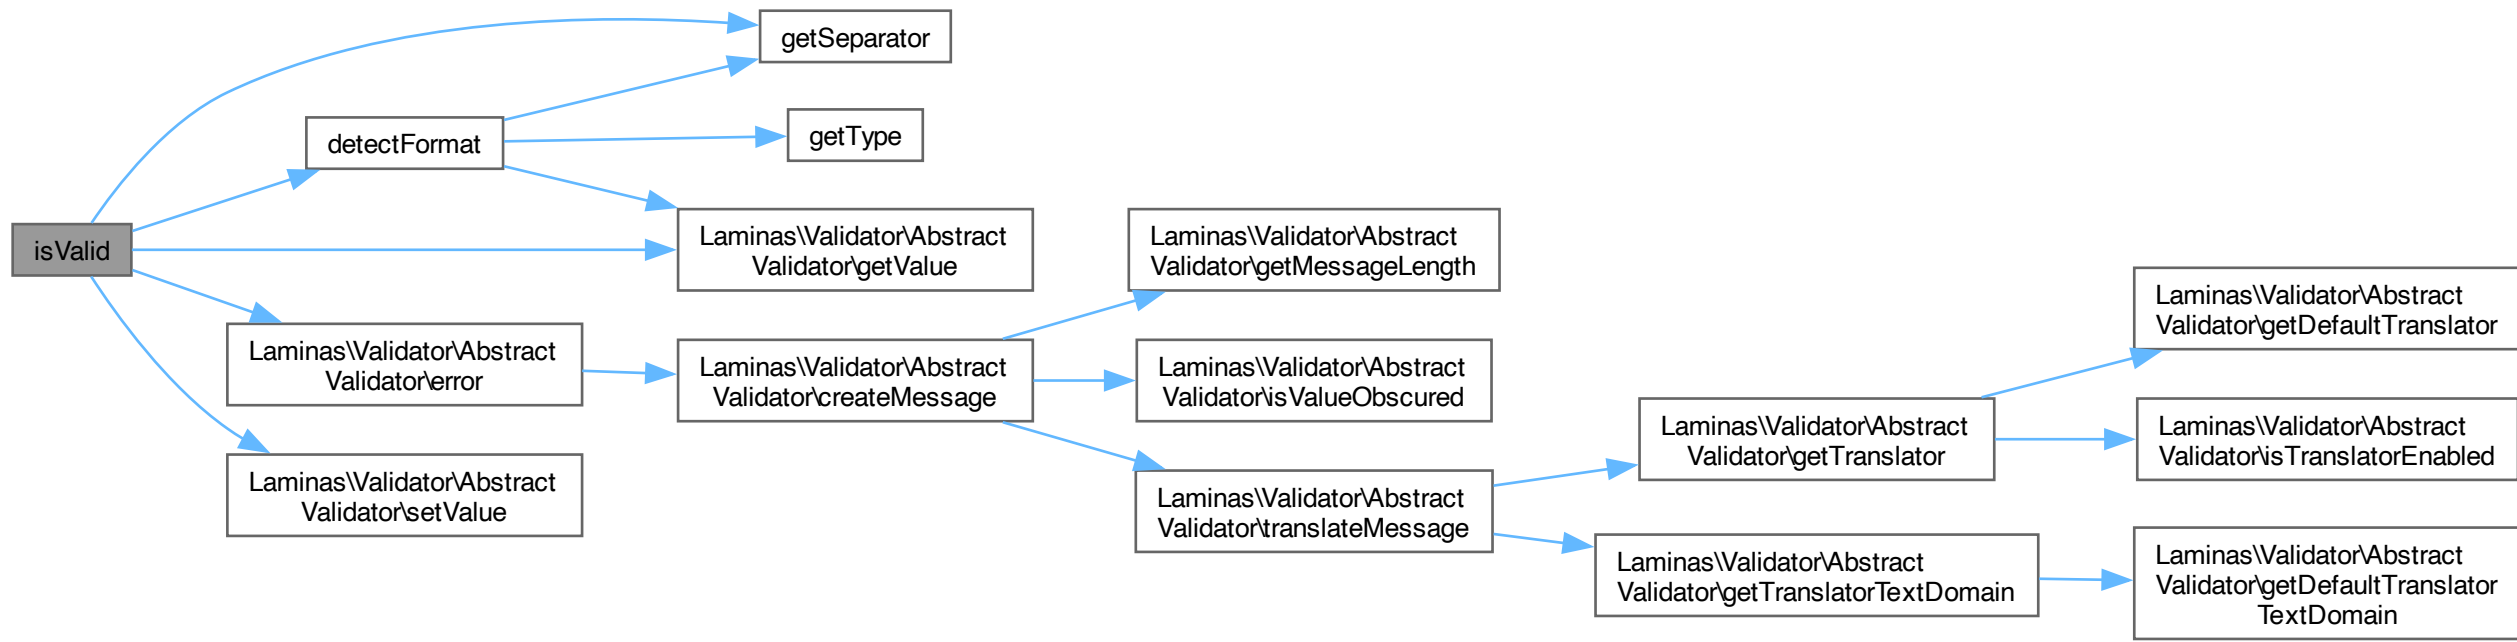 getSeparator
getType
detectFormat
isValid
Laminas\Validator\Abstract
Validator\getValue
Laminas\Validator\Abstract
Validator\error
Laminas\Validator\Abstract
Validator\setValue
Laminas\Validator\Abstract
Validator\createMessage
Laminas\Validator\Abstract
Validator\getMessageLength
Laminas\Validator\Abstract
Validator\isValueObscured
Laminas\Validator\Abstract
Validator\translateMessage
Laminas\Validator\Abstract
Validator\getTranslator
Laminas\Validator\Abstract
Validator\getTranslatorTextDomain
Laminas\Validator\Abstract
Validator\getDefaultTranslator
Laminas\Validator\Abstract
Validator\isTranslatorEnabled
Laminas\Validator\Abstract
Validator\getDefaultTranslator
TextDomain